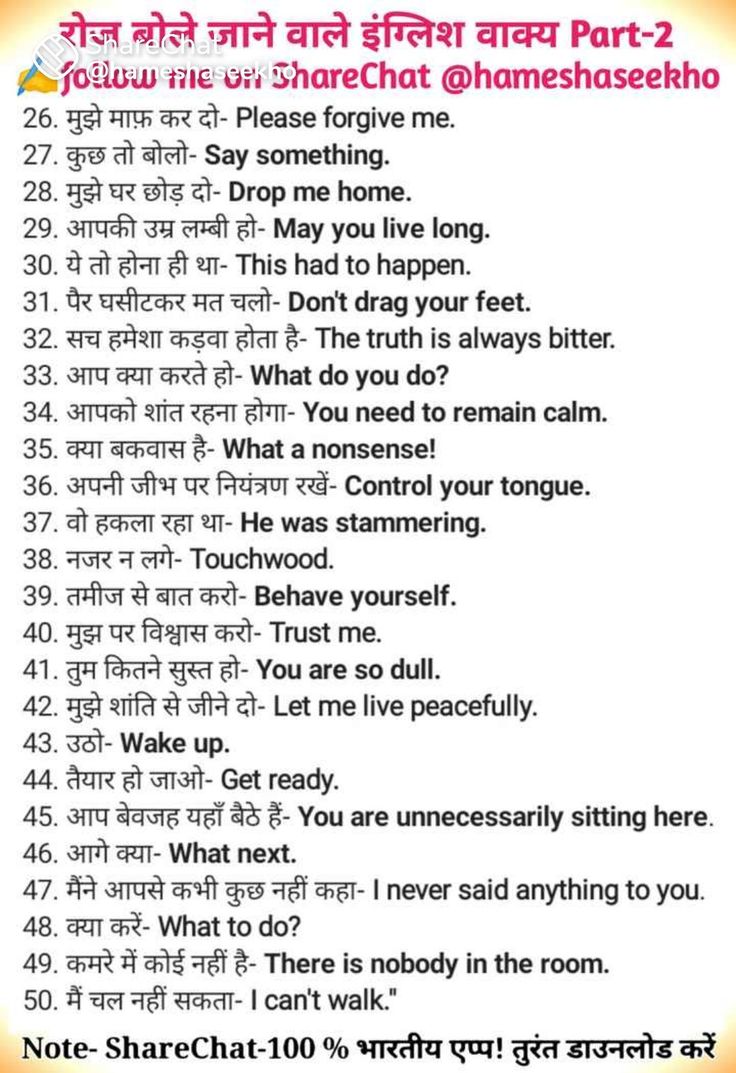 रोज बोले जाने वाले इंग्लिश वाक्य Part-2
ShareChat
@hameshaseekho
follow me on ShareChat @hameshaseekho
26. मुझे माफ़ कर दो- Please forgive me.
27. कुछ तो बोलो- Say something.
28. मुझे घर छोड़ दो- Drop me home.
29. आपकी उम्र लम्बी हो- May you live long.
30. ये तो होना ही था- This had to happen.
31. पैर घसीटकर मत चलो- Don't drag your feet.
32. सच हमेशा कड़वा होता है- The truth is always bitter.
33. आप क्या करते हो- What do you do?
34. आपको शांत रहना होगा- You need to remain calm.
35. क्या बकवास है- What a nonsense!
36. अपनी जीभ पर नियंत्रण रखें- Control your tongue.
37. वो हकला रहा था- He was stammering.
38. नजर न लगे- Touchwood.
39. तमीज से बात करो- Behave yourself.
40. मुझ पर विश्वास करो- Trust me.
41. तुम कितने सुस्त हो- You are so dull.
42. मुझे शांति से जीने दो- Let me live peacefully.
43. उठो- Wake up.
44. तैयार हो जाओ- Get ready.
45. आप बेवजह यहाँ बैठे हैं- You are unnecessarily sitting here.
46. आगे क्या- What next.
47. मैंने आपसे कभी कुछ नहीं कहा- I never said anything to you.
48. क्या करें- What to do?
49. कमरे में कोई नहीं है- There is nobody in the room.
50. मैं चल नहीं सकता- I can't walk."
Note- ShareChat-100 % भारतीय एप्प! तुरंत डाउनलोड करें